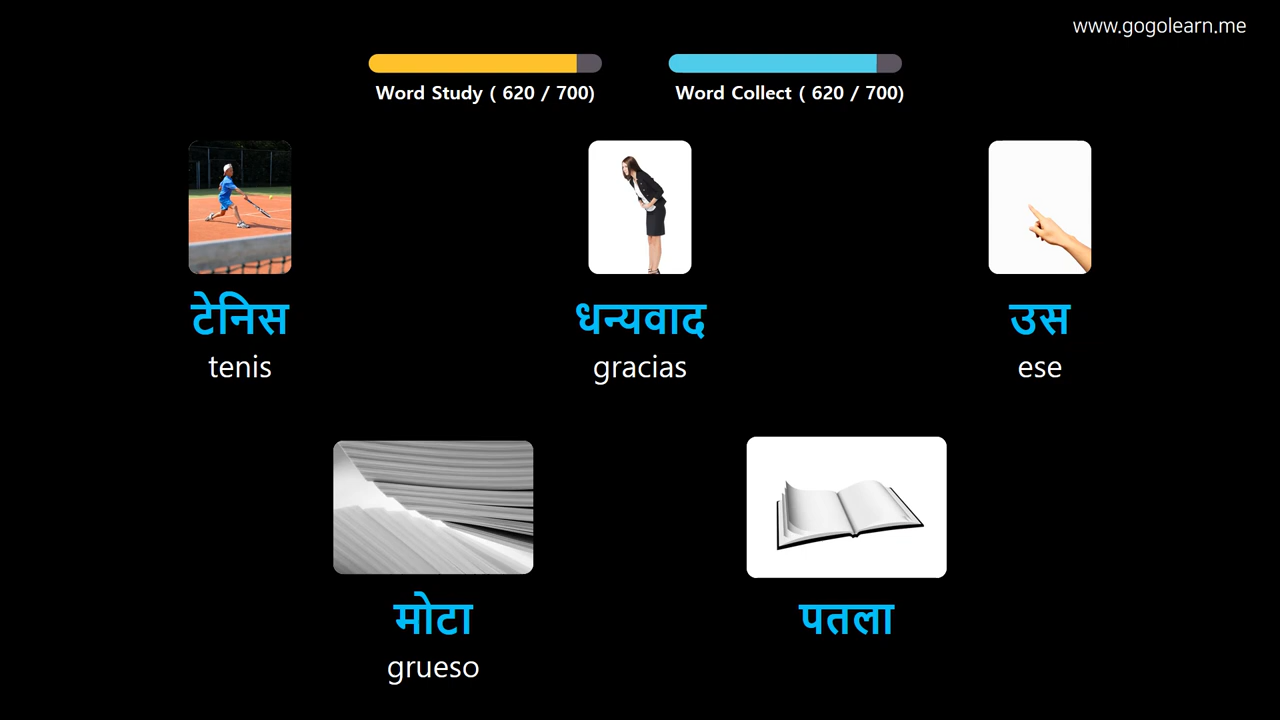 www.gogolearn.me
Word Study ( 620 / 700)
Word Collect ( 620 / 700)
टेनिस
tenis
धन्यवाद
gracias
उस
ese
मोटा
grueso
पतला